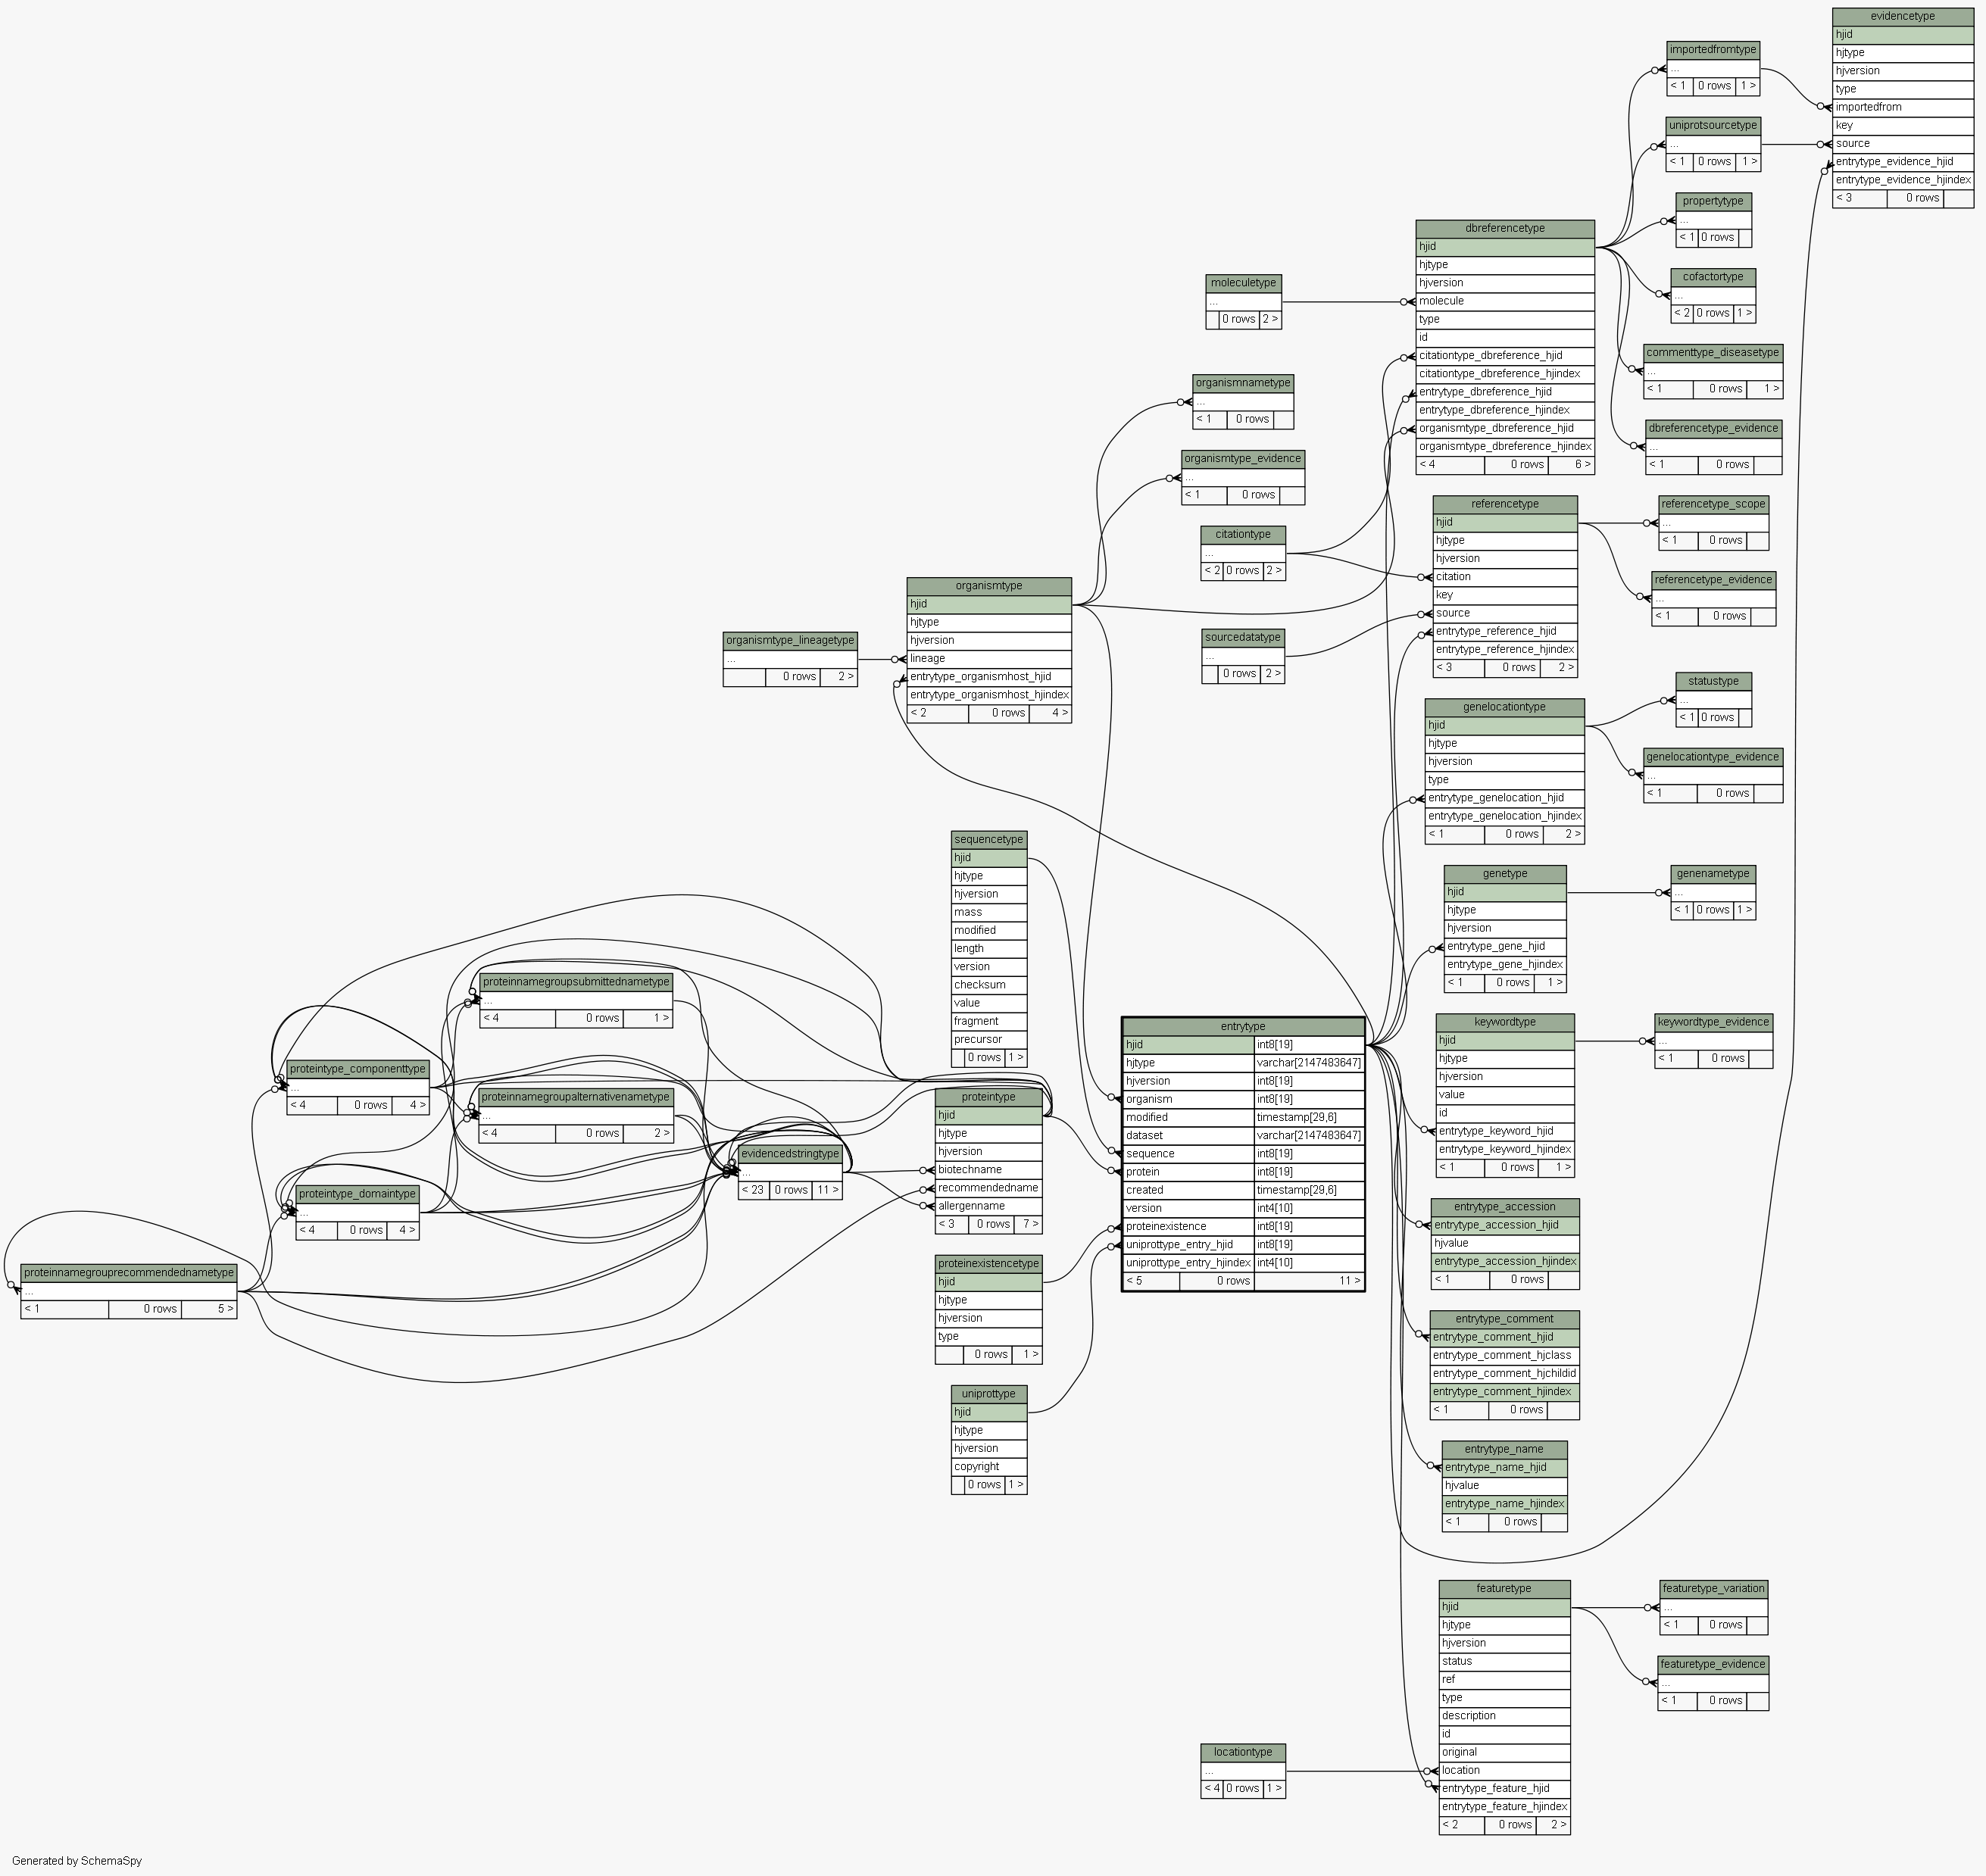 evidencetype
hjid
hjtype
hjversion
type
importedfrom
key
source
entrytype_evidence_hjid
entrytype_evidence_hjindex
< 3 0 rows
importedfromtype
...
< 1 0 rows 1 >
uniprotsourcetype
...
< 1 0 rows 1 >
propertytype
...
< 1 0 rows
cofactortype
...
< 2 0 rows 1 >
commenttype_diseasetype
...
< 1 0 rows 1 >
dbreferencetype_evidence
...
< 1 0 rows
dbreferencetype
hjid
hjtype
hjversion
molecule
type
id
citationtype_dbreference_hjid
citationtype_dbreference_hjindex
entrytype_dbreference_hjid
entrytype_dbreference_hjindex
organismtype_dbreference_hjid
organismtype_dbreference_hjindex
< 4 0 rows 6 >
moleculetype
...
0 rows 2 >
organismnametype
...
< 1 0 rows
organismtype_evidence
...
< 1 0 rows
citationtype
...
< 2 0 rows 2 >
sourcedatatype
...
0 rows 2 >
referencetype
hjid
hjtype
hjversion
citation
key
source
entrytype_reference_hjid
entrytype_reference_hjindex
< 3 0 rows 2 >
referencetype_scope
...
< 1 0 rows
referencetype_evidence
...
< 1 0 rows
organismtype
hjid
hjtype
hjversion
lineage
entrytype_organismhost_hjid
entrytype_organismhost_hjindex
< 2 0 rows 4 >
organismtype_lineagetype
...
0 rows 2 >
statustype
...
< 1 0 rows
genelocationtype_evidence
...
< 1 0 rows
genelocationtype
hjid
hjtype
hjversion
type
entrytype_genelocation_hjid
entrytype_genelocation_hjindex
< 1 0 rows 2 >
sequencetype
hjid
hjtype
hjversion
mass
modified
length
version
checksum
value
fragment
precursor
0 rows 1 >
genetype
hjid
hjtype
hjversion
entrytype_gene_hjid
entrytype_gene_hjindex
< 1 0 rows 1 >
genenametype
...
< 1 0 rows 1 >
keywordtype
hjid
hjtype
hjversion
value
id
entrytype_keyword_hjid
entrytype_keyword_hjindex
< 1 0 rows 1 >
keywordtype_evidence
...
< 1 0 rows
entrytype
hjid int8[19]
hjtype varchar[2147483647]
hjversion int8[19]
organism int8[19]
modified timestamp[29,6]
dataset varchar[2147483647]
sequence int8[19]
protein int8[19]
created timestamp[29,6]
version int4[10]
proteinexistence int8[19]
uniprottype_entry_hjid int8[19]
uniprottype_entry_hjindex int4[10]
< 5 0 rows 11 >
proteinnamegroupsubmittednametype
...
< 4 0 rows 1 >
proteintype_componenttype
...
< 4 0 rows 4 >
proteinnamegroupalternativenametype
...
< 4 0 rows 2 >
evidencedstringtype
...
< 23 0 rows 11 >
proteintype_domaintype
...
< 4 0 rows 4 >
proteinnamegrouprecommendednametype
...
< 1 0 rows 5 >
proteintype
hjid
hjtype
hjversion
biotechname
recommendedname
allergenname
< 3 0 rows 7 >
proteinexistencetype
hjid
hjtype
hjversion
type
0 rows 1 >
uniprottype
hjid
hjtype
hjversion
copyright
0 rows 1 >
entrytype_accession
entrytype_accession_hjid
hjvalue
entrytype_accession_hjindex
< 1 0 rows
entrytype_comment
entrytype_comment_hjid
entrytype_comment_hjclass
entrytype_comment_hjchildid
entrytype_comment_hjindex
< 1 0 rows
entrytype_name
entrytype_name_hjid
hjvalue
entrytype_name_hjindex
< 1 0 rows
featuretype
hjid
hjtype
hjversion
status
ref
type
description
id
original
location
entrytype_feature_hjid
entrytype_feature_hjindex
< 2 0 rows 2 >
featuretype_variation
...
< 1 0 rows
featuretype_evidence
...
< 1 0 rows
locationtype
...
< 4 0 rows 1 >
Generated by SchemaSpy